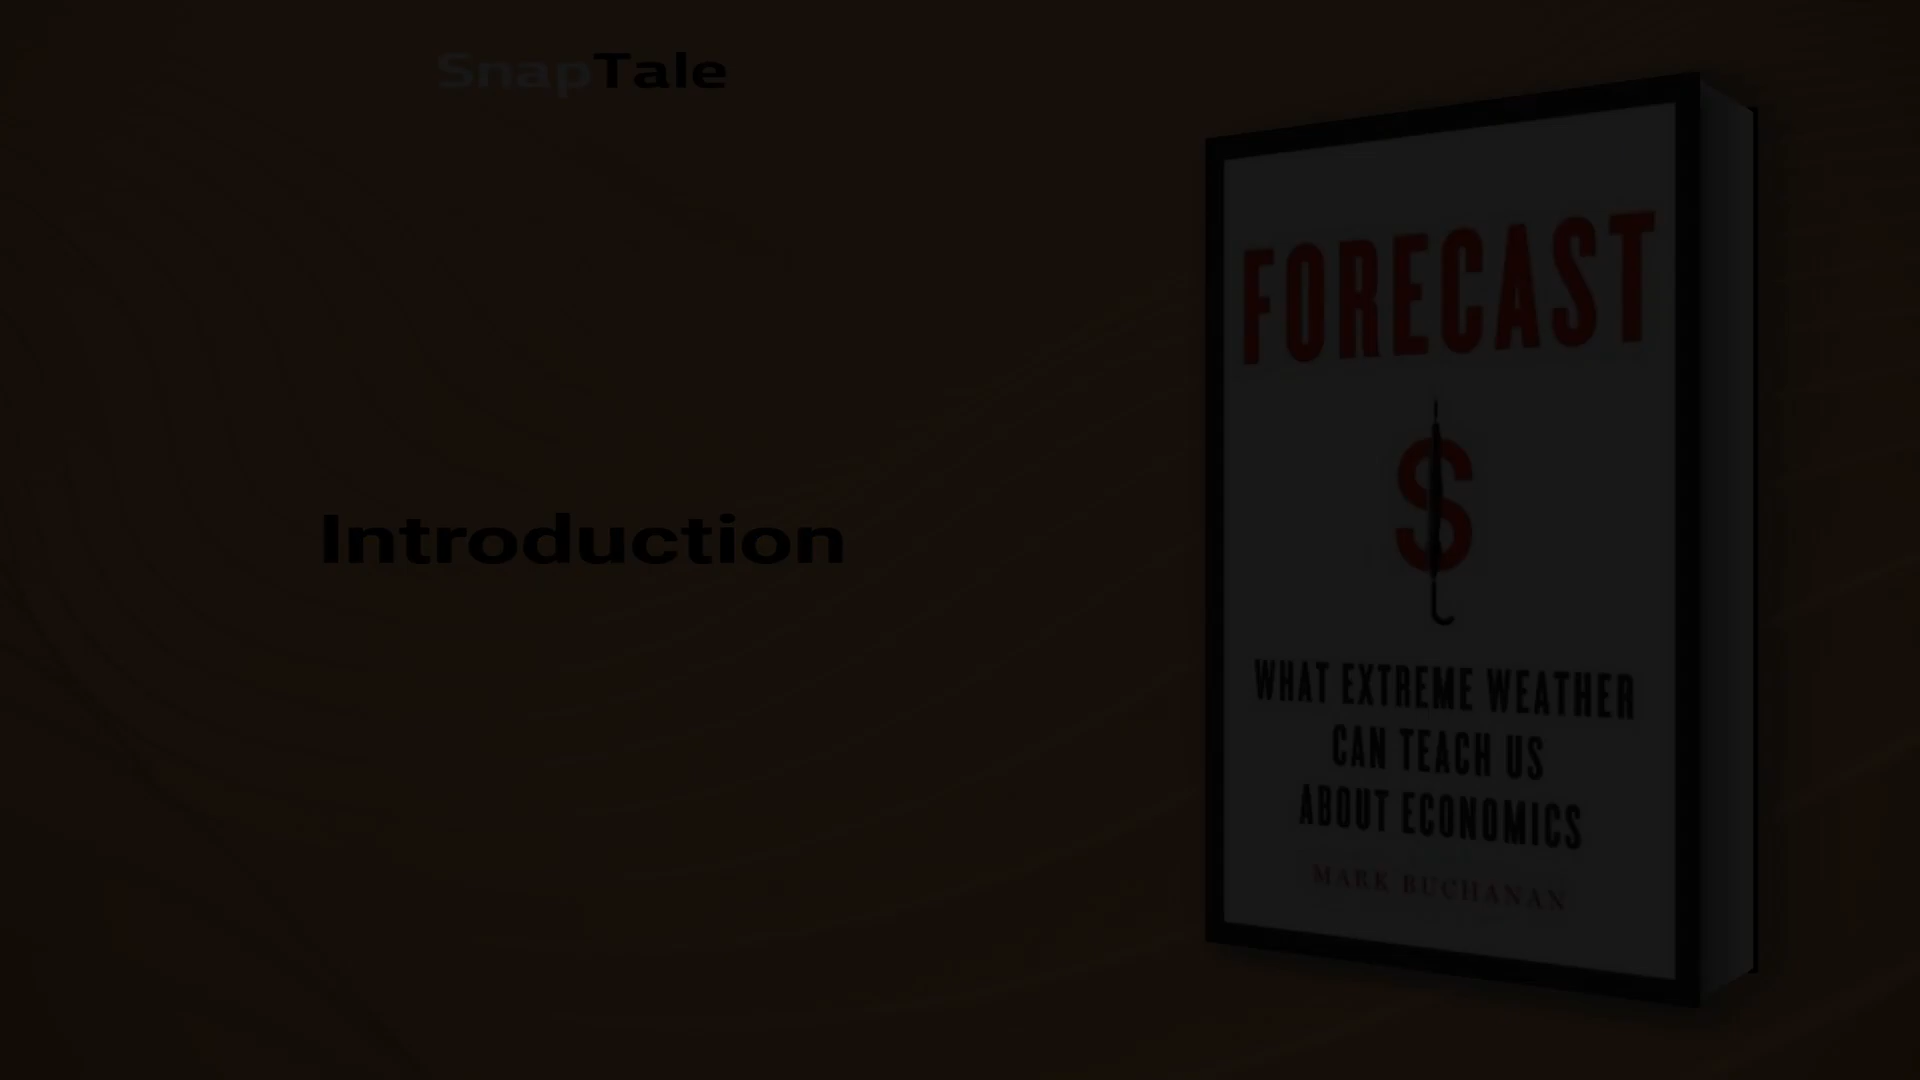 SnapTale
Introduction
FORECAST
$
WHAT EXTREME WEATHER
CAN TEACH US
ABOUT ECONOMICS
MARK BUCHANAN